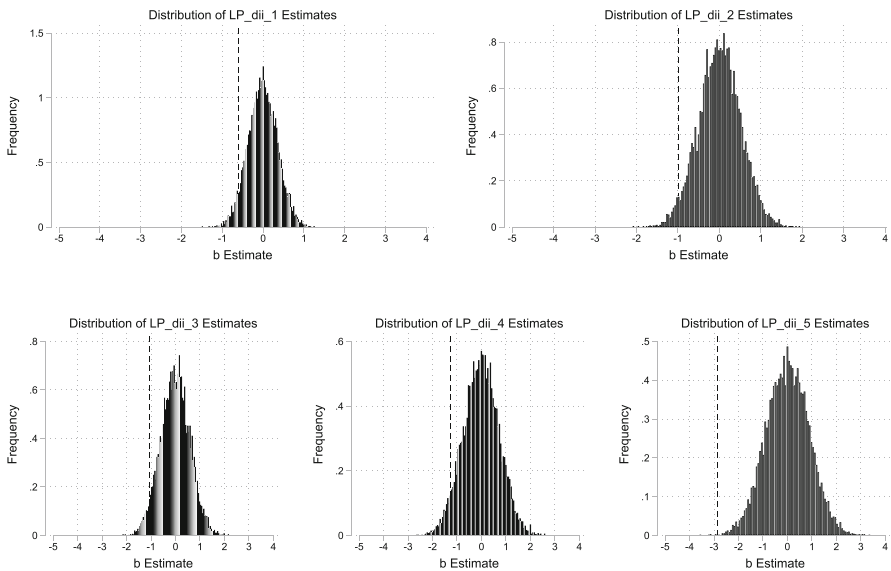 Distribution of LP_dii_1 Estimates
1.5
1
.5
0
Frequency
-5 -4 -3 -2 -1 0 1 2 3 4
b Estimate
Distribution of LP_dii_2 Estimates
.8
.6
.4
.2
0
Frequency
-5 -4 -3 -2 -1 0 1 2 3 4
b Estimate
Distribution of LP_dii_3 Estimates
.8
.6
.4
.2
0
Frequency
-5 -4 -3 -2 -1 0 1 2 3 4
b Estimate
Distribution of LP_dii_4 Estimates
.6
.4
.2
0
Frequency
-5 -4 -3 -2 -1 0 1 2 3 4
b Estimate
Distribution of LP_dii_5 Estimates
.5
.4
.3
.2
.1
0
Frequency
-5 -4 -3 -2 -1 0 1 2 3 4
b Estimate